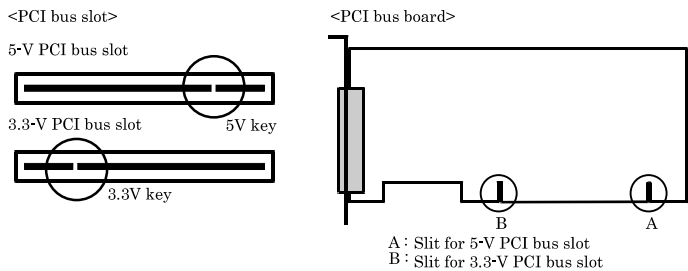 <PCI bus slot>
5-V PCI bus slot
5V key
3.3-V PCI bus slot
3.3V key
<PCI bus board>
B
A
A : Slit for 5-V PCI bus slot
B : Slit for 3.3-V PCI bus slot